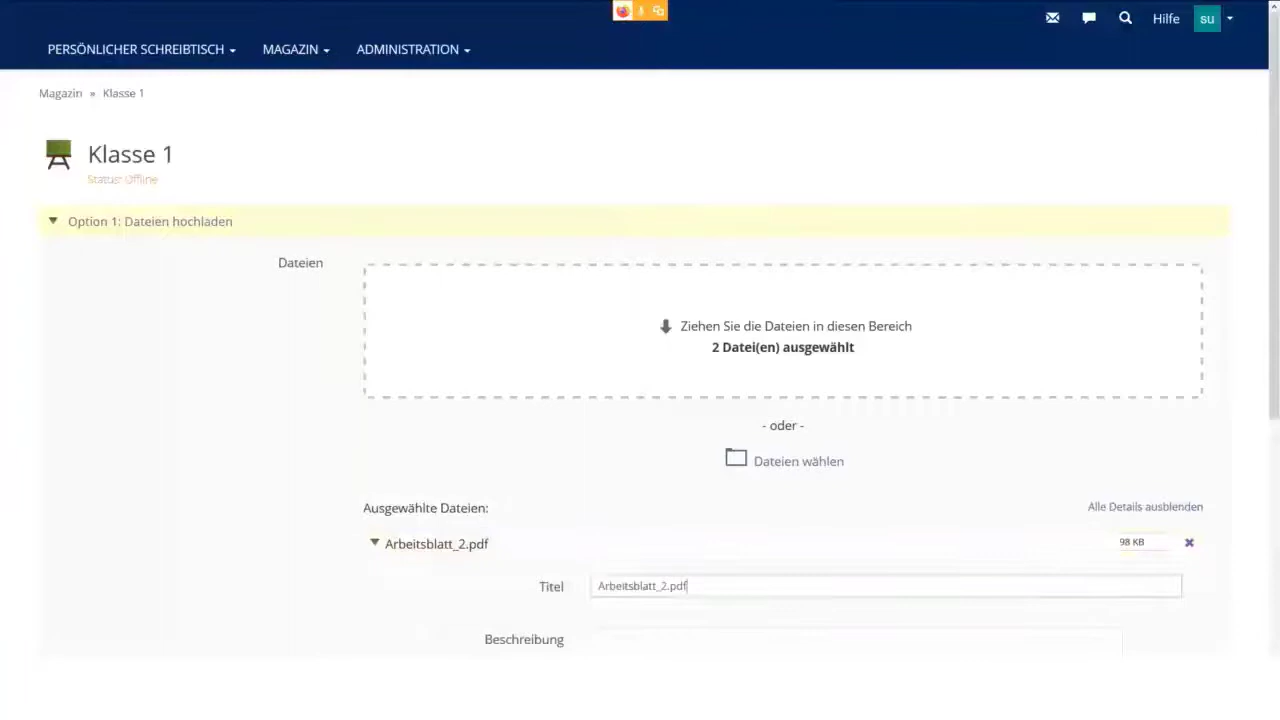 Hilfe su
PERSÖNLICHER SCHREIBTISCH MAGAZIN ADMINISTRATION
Magazin » Klasse 1
Klasse 1
Status: Offline
Option 1: Dateien hochladen
Dateien
Ziehen Sie die Dateien in diesen Bereich
2 Datei(en) ausgewählt
- oder -
Dateien wählen
Ausgewählte Dateien: Alle Details ausblenden
Arbeitsblatt_2.pdf 98 KB
Titel Arbeitsblatt_2.pdf
Beschreibung